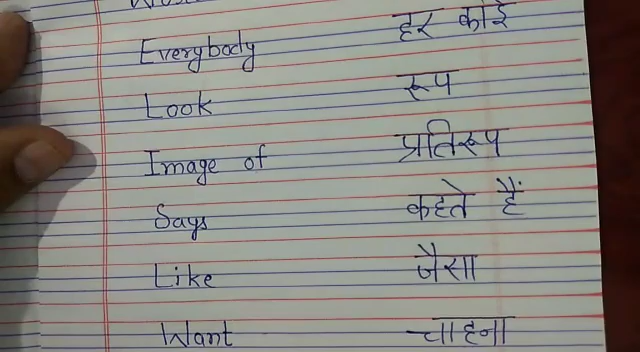 Everybody हर कोई
Look रूप
Image of प्रतिरूप
Says कहते हैं
Like जैसा
Want चाहना